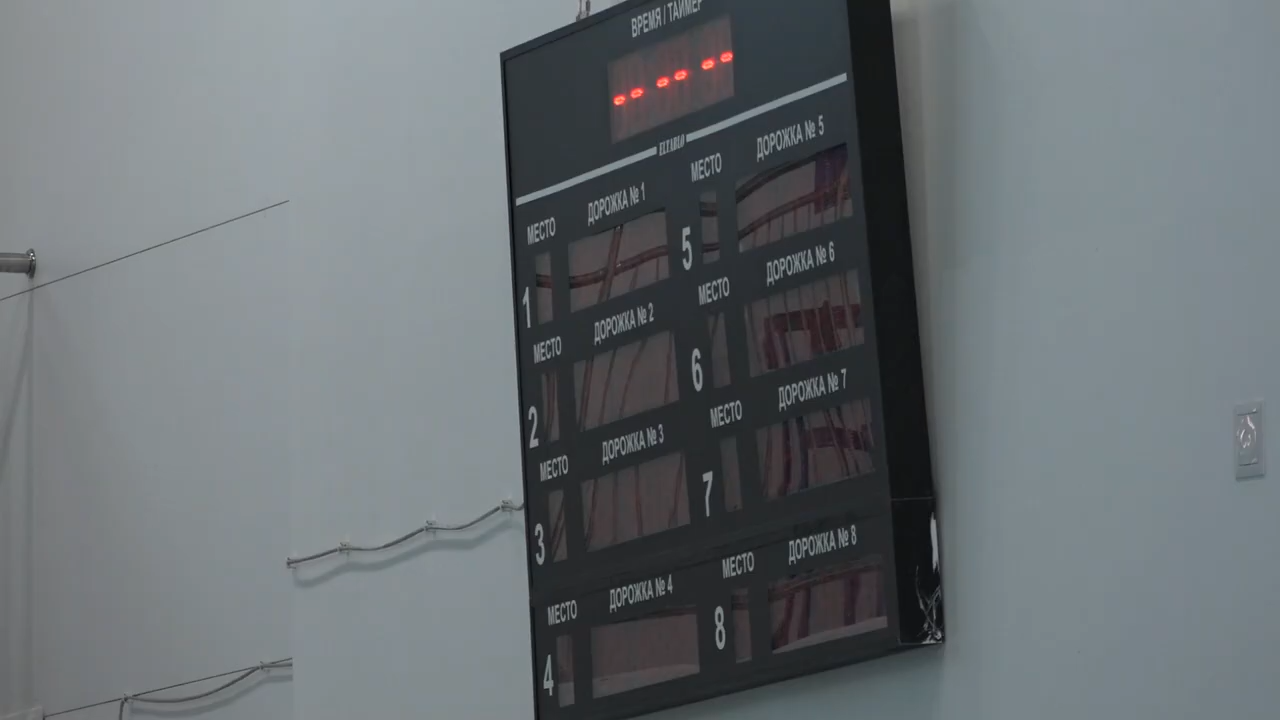 ВРЕМЯ / ТАЙМЕР
ELTABLO
МЕСТО ДОРОЖКА № 1
1
МЕСТО ДОРОЖКА № 2
2
МЕСТО ДОРОЖКА № 3
3
МЕСТО ДОРОЖКА № 4
4
МЕСТО ДОРОЖКА № 5
5
МЕСТО ДОРОЖКА № 6
6
МЕСТО ДОРОЖКА № 7
7
МЕСТО ДОРОЖКА № 8
8